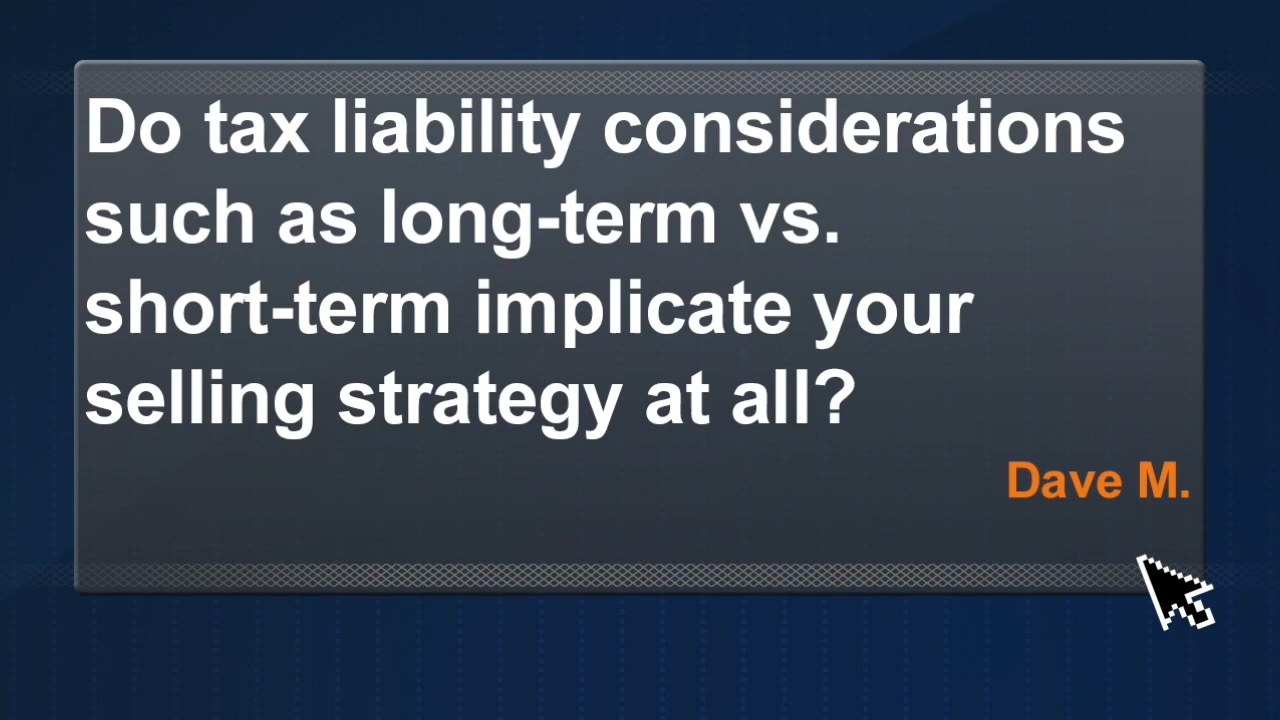 Do tax liability considerations
such as long-term vs.
short-term implicate your
selling strategy at all?
Dave M.